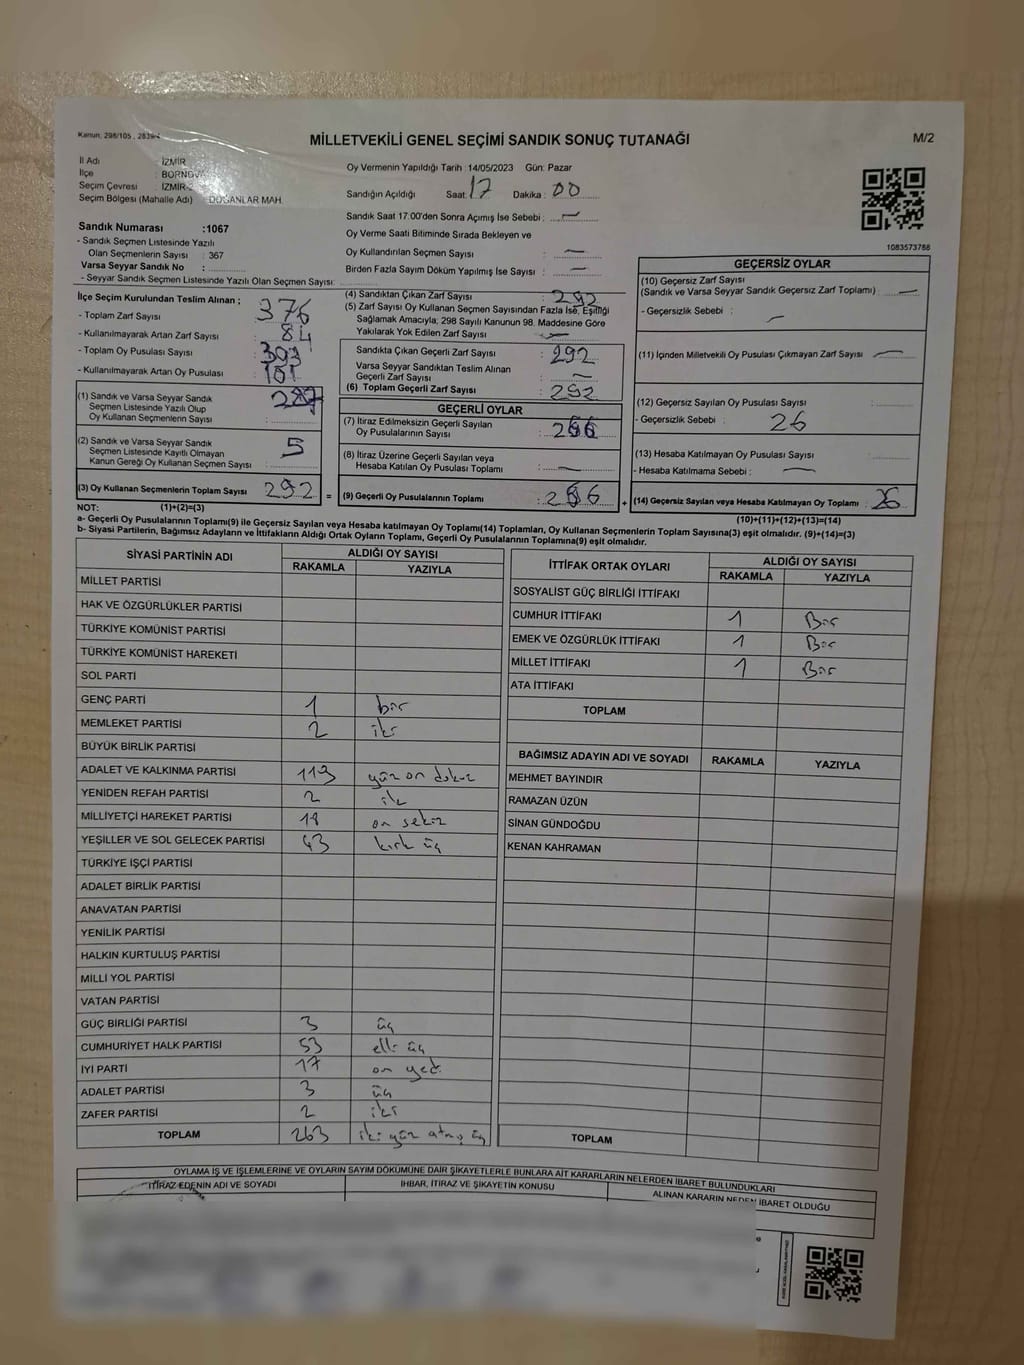 Kanun, 298/105 , 2839/4
MİLLETVEKİLİ GENEL SEÇİMİ SANDIK SONUÇ TUTANAĞI
M/2
İl Adı : İZMİR
İlçe : BORNOVA
Seçim Çevresi : İZMİR-2
Seçim Bölgesi (Mahalle Adı) : DOĞANLAR MAH.
Oy Vermenin Yapıldığı Tarih : 14/05/2023 Gün: Pazar
Sandığın Açıldığı Saat: 17 Dakika : 00
Sandık Saat 17.00'den Sonra Açımış İse Sebebi : —
Oy Verme Saati Bitiminde Sırada Bekleyen ve
Oy Kullandırılan Seçmen Sayısı : —
Birden Fazla Sayım Döküm Yapılmış İse Sayısı : —
1083573788
Sandık Numarası :1067
- Sandık Seçmen Listesinde Yazılı
Olan Seçmenlerin Sayısı : 367
Varsa Seyyar Sandık No :
- Seyyar Sandık Seçmen Listesinde Yazılı Olan Seçmen Sayısı:
İlçe Seçim Kurulundan Teslim Alınan ;
- Toplam Zarf Sayısı : 376
- Kullanılmayarak Artan Zarf Sayısı : 84
- Toplam Oy Pusulası Sayısı : 393
- Kullanılmayarak Artan Oy Pusulası : 101
(1) Sandık ve Varsa Seyyar Sandık
Seçmen Listesinde Yazılı Olup
Oy Kullanan Seçmenlerin Sayısı : 287
(2) Sandık ve Varsa Seyyar Sandık
Seçmen Listesinde Kayıtlı Olmayan
Kanun Gereği Oy Kullanan Seçmen Sayısı : 5
(3) Oy Kullanan Seçmenlerin Toplam Sayısı 292
(1)+(2)=(3)
(4) Sandıktan Çıkan Zarf Sayısı : 292
(5) Zarf Sayısı Oy Kullanan Seçmen Sayısından Fazla İse, Eşitliği
Sağlamak Amacıyla, 298 Sayılı Kanunun 98. Maddesine Göre
Yakılarak Yok Edilen Zarf Sayısı : —
Sandıkta Çıkan Geçerli Zarf Sayısı : 292
Varsa Seyyar Sandıktan Teslim Alınan
Geçerli Zarf Sayısı : —
(6) Toplam Geçerli Zarf Sayısı : 292
GEÇERLİ OYLAR
(7) İtiraz Edilmeksizin Geçerli Sayılan
Oy Pusulalarının Sayısı : 266
(8) İtiraz Üzerine Geçerli Sayılan veya
Hesaba Katılan Oy Pusulası Toplamı : —
= (9) Geçerli Oy Pusulalarının Toplamı : 266 +
GEÇERSİZ OYLAR
(10) Geçersiz Zarf Sayısı
(Sandık ve Varsa Seyyar Sandık Geçersiz Zarf Toplamı) : —
- Geçersizlik Sebebi : —
(11) İçinden Milletvekili Oy Pusulası Çıkmayan Zarf Sayısı : —
(12) Geçersiz Sayılan Oy Pusulası Sayısı :
- Geçersizlik Sebebi : 26
(13) Hesaba Katılmayan Oy Pusulası Sayısı :
- Hesaba Katılmama Sebebi : —
(14) Geçersiz Sayılan veya Hesaba Katılmayan Oy Toplamı : 26
(10)+(11)+(12)+(13)=(14)
NOT:
a- Geçerli Oy Pusulalarının Toplamı(9) ile Geçersiz Sayılan veya Hesaba katılmayan Oy Toplamı(14) Toplamları, Oy Kullanan Seçmenlerin Toplam Sayısına(3) eşit olmalıdır. (9)+(14)=(3)
b- Siyasi Partilerin, Bağımsız Adayların ve İttifakların Aldığı Ortak Oyların Toplamı, Geçerli Oy Pusulalarının Toplamına(9) eşit olmalıdır.
SİYASİ PARTİNİN ADI ALDIĞI OY SAYISI
RAKAMLA YAZIYLA
MİLLET PARTİSİ
HAK VE ÖZGÜRLÜKLER PARTİSİ
TÜRKİYE KOMÜNİST PARTİSİ
TÜRKİYE KOMÜNİST HAREKETİ
SOL PARTİ
GENÇ PARTİ 1 bir
MEMLEKET PARTİSİ 2 iki
BÜYÜK BİRLİK PARTİSİ
ADALET VE KALKINMA PARTİSİ 119 yüz on dokuz
YENİDEN REFAH PARTİSİ 2 ik
MİLLİYETÇİ HAREKET PARTİSİ 18 on sekiz
YEŞİLLER VE SOL GELECEK PARTİSİ 43 kırk üç
TÜRKİYE İŞÇİ PARTİSİ
ADALET BİRLİK PARTİSİ
ANAVATAN PARTİSİ
YENİLİK PARTİSİ
HALKIN KURTULUŞ PARTİSİ
MİLLİ YOL PARTİSİ
VATAN PARTİSİ
GÜÇ BİRLİĞİ PARTİSİ 3 üç
CUMHURİYET HALK PARTİSİ 53 elli üç
İYİ PARTİ 17 on yedi
ADALET PARTİSİ 3 üç
ZAFER PARTİSİ 2 iki
TOPLAM 263 iki yüz atmış üç
İTTİFAK ORTAK OYLARI ALDIĞI OY SAYISI
RAKAMLA YAZIYLA
SOSYALİST GÜÇ BİRLİĞİ İTTİFAKI
CUMHUR İTTİFAKI 1 Bir
EMEK VE ÖZGÜRLÜK İTTİFAKI 1 Bir
MİLLET İTTİFAKI 1 Bir
ATA İTTİFAKI
TOPLAM
BAĞIMSIZ ADAYIN ADI VE SOYADI RAKAMLA YAZIYLA
MEHMET BAYINDIR
RAMAZAN ÜZÜN
SİNAN GÜNDOĞDU
KENAN KAHRAMAN
TOPLAM
OYLAMA İŞ VE İŞLEMLERİNE VE OYLARIN SAYIM DÖKÜMÜNE DAİR ŞİKAYETLERLE BUNLARA AİT KARARLARIN NELERDEN İBARET BULUNDUKLARI
İTİRAZ EDENİN ADI VE SOYADI İHBAR, İTİRAZ VE ŞİKAYETİN KONUSU ALINAN KARARIN NEDEN İBARET OLDUĞU